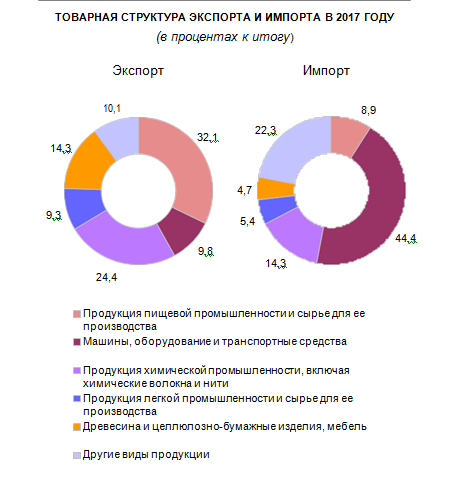 ТОВАРНАЯ СТРУКТУРА ЭКСПОРТА И ИМПОРТА В 2017 ГОДУ
(в процентах к итогу)
Экспорт
Импорт
10,1
32,1
14,3
9,3
9,8
24,4
8,9
22,3
4,7
5,4
14,3
44,4
Продукция пищевой промышленности и сырье для ее
производства
Машины, оборудование и транспортные средства
Продукция химической промышленности, включая
химические волокна и нити
Продукция легкой промышленности и сырье для ее
производства
Древесина и целлюлозно-бумажные изделия, мебель
Другие виды продукции